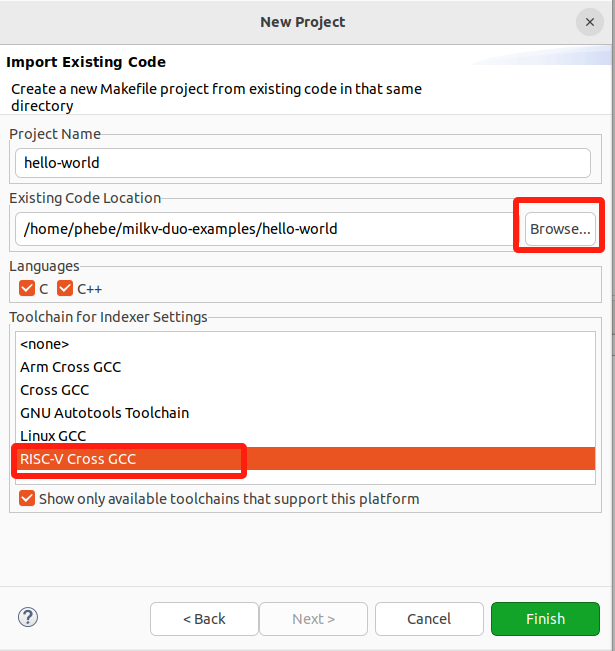 New Project
Import Existing Code
Create a new Makefile project from existing code in that same
directory
Project Name
hello-world
Existing Code Location
/home/phebe/milkv-duo-examples/hello-world
Browse...
Languages
C C++
Toolchain for Indexer Settings
<none>
Arm Cross GCC
Cross GCC
GNU Autotools Toolchain
Linux GCC
RISC-V Cross GCC
Show only available toolchains that support this platform
? < Back Next > Cancel Finish